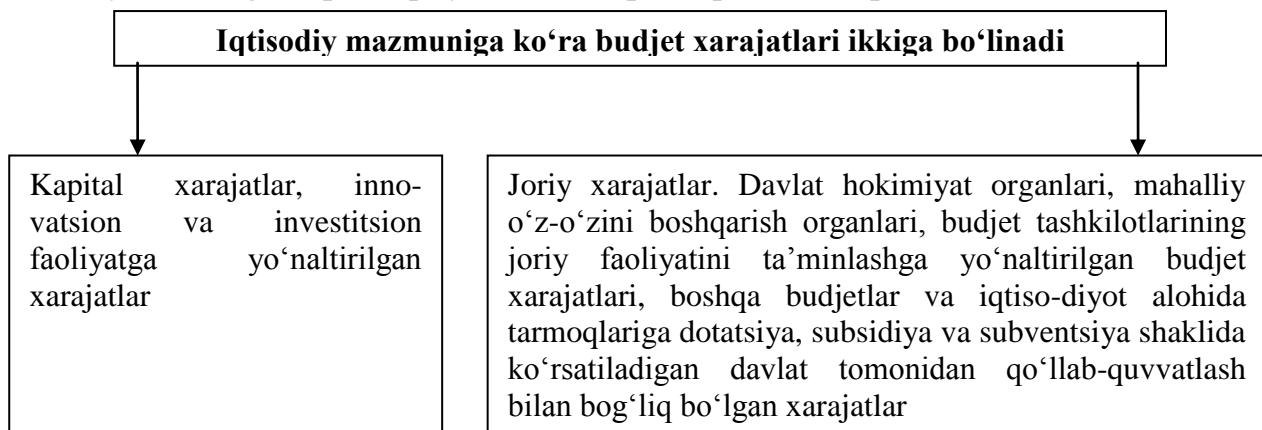 Iqtisodiy mazmuniga ko‘ra budjet xarajatlari ikkiga bo‘linadi
Kapital xarajatlar, inno-
vatsion va investitsion
faoliyatga yo‘naltirilgan
xarajatlar
Joriy xarajatlar. Davlat hokimiyat organlari, mahalliy
o‘z-o‘zini boshqarish organlari, budjet tashkilotlarining
joriy faoliyatini ta’minlashga yo‘naltirilgan budjet
xarajatlari, boshqa budjetlar va iqtiso-diyot alohida
tarmoqlariga dotatsiya, subsidiya va subventsiya shaklida
ko‘rsatiladigan davlat tomonidan qo‘llab-quvvatlash
bilan bog‘liq bo‘lgan xarajatlar